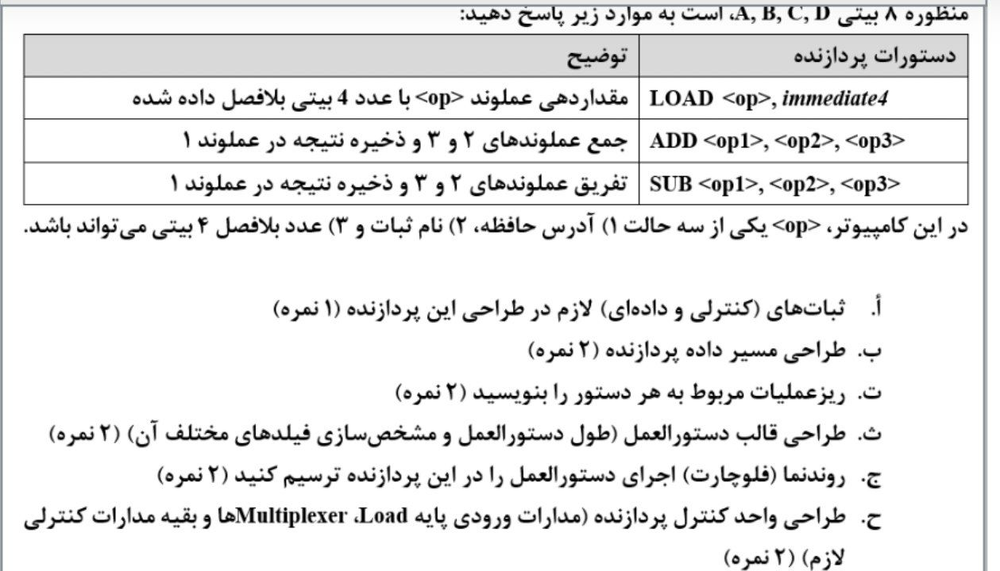 منظوره ۸ بیتی A, B, C, D، است به موارد زیر پاسخ دهید:
دستورات پردازنده توضیح
LOAD <op>, immediate4 مقداردهی عملوند <op> با عدد 4 بیتی بلافصل داده شده
ADD <op1>, <op2>, <op3> جمع عملوندهای ۲ و ۳ و ذخیره نتیجه در عملوند ۱
SUB <op1>, <op2>, <op3> تفریق عملوندهای ۲ و ۳ و ذخیره نتیجه در عملوند ۱
در این کامپیوتر، <op> یکی از سه حالت ۱) آدرس حافظه، ۲) نام ثبات و ۳) عدد بلافصل ۴ بیتی می‌تواند باشد.
أ. ثبات‌های (کنترلی و داده‌ای) لازم در طراحی این پردازنده (۱ نمره)
ب. طراحی مسیر داده پردازنده (۲ نمره)
ت. ریزعملیات مربوط به هر دستور را بنویسید (۲ نمره)
ث. طراحی قالب دستورالعمل (طول دستورالعمل و مشخص‌سازی فیلدهای مختلف آن) (۲ نمره)
ج. روندنما (فلوچارت) اجرای دستورالعمل را در این پردازنده ترسیم کنید (۲ نمره)
ح. طراحی واحد کنترل پردازنده (مدارات ورودی پایه Load، Multiplexerها و بقیه مدارات کنترلی
لازم) (۲ نمره)